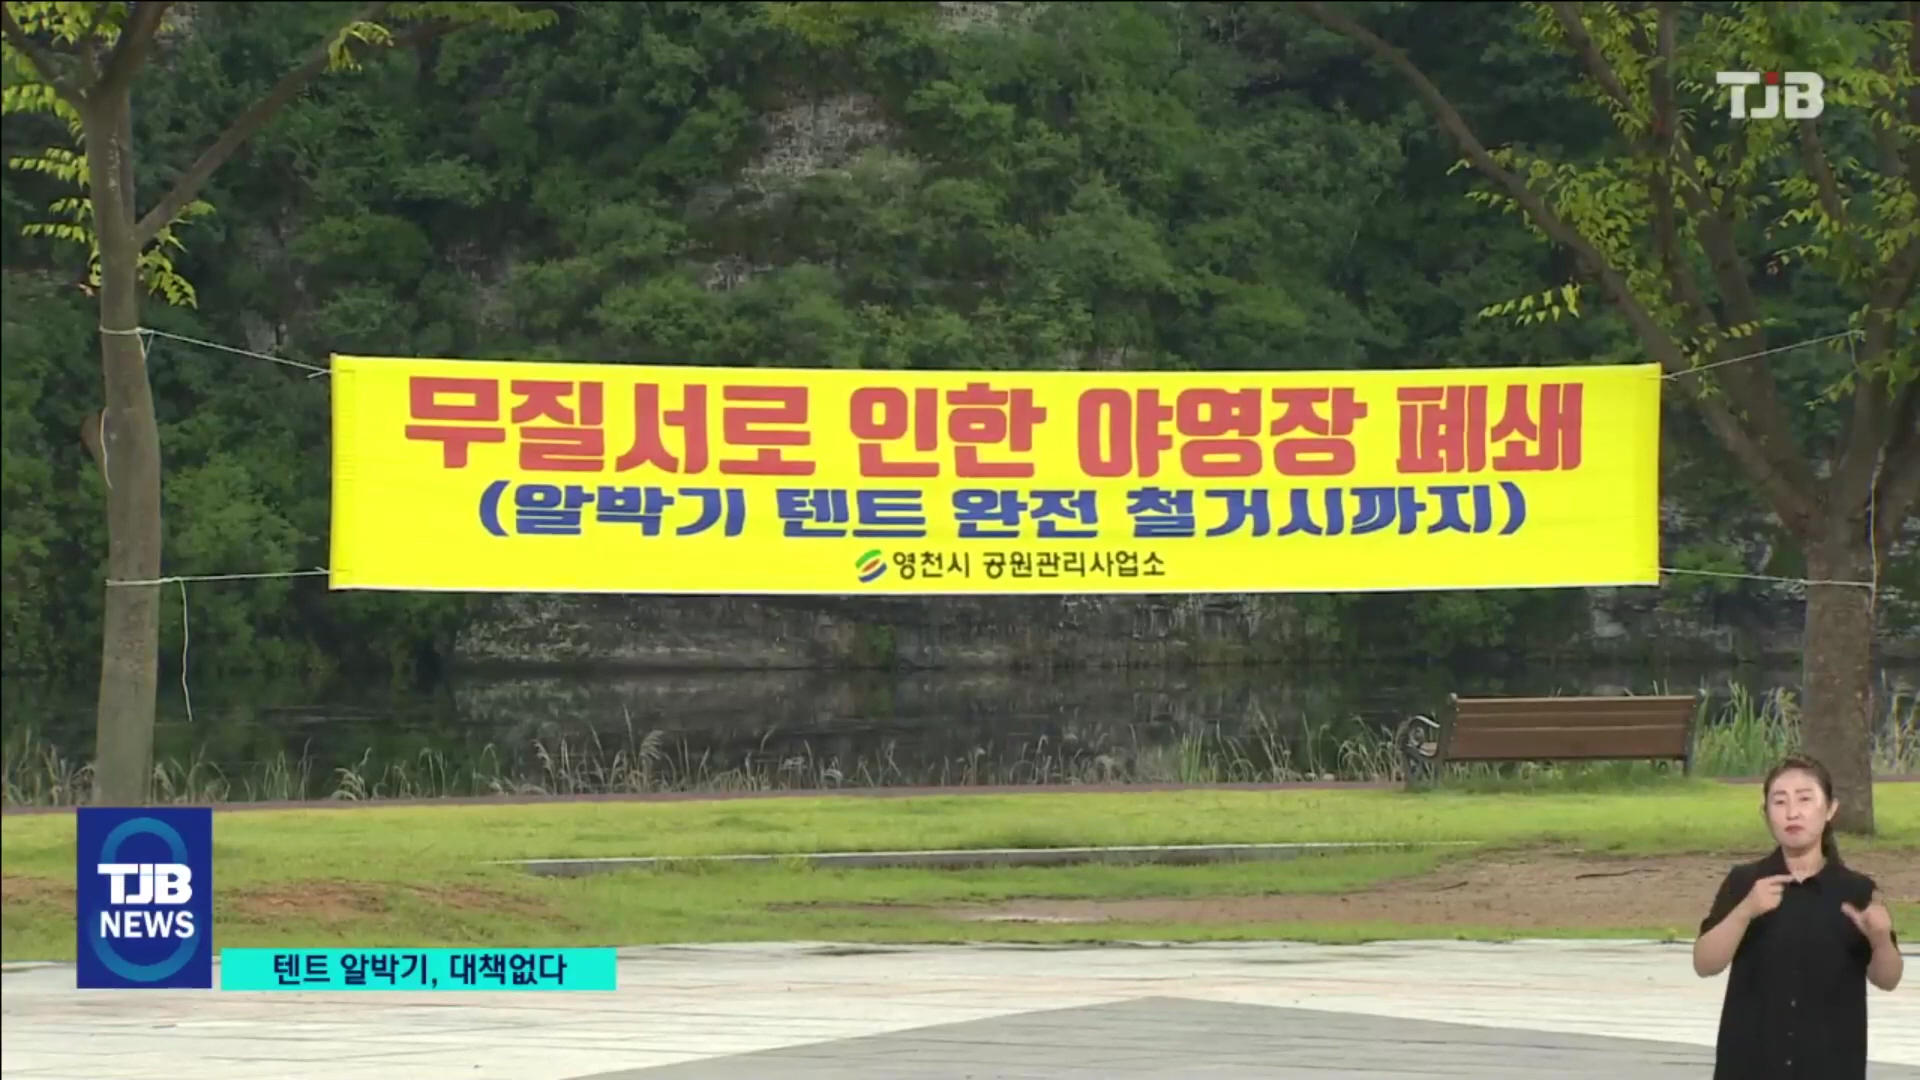 TJB
무질서로 인한 야영장 폐쇄
(알박기 텐트 완전 철거시까지)
영천시 공원관리사업소
8
TJB
NEWS
텐트 알박기, 대책없다